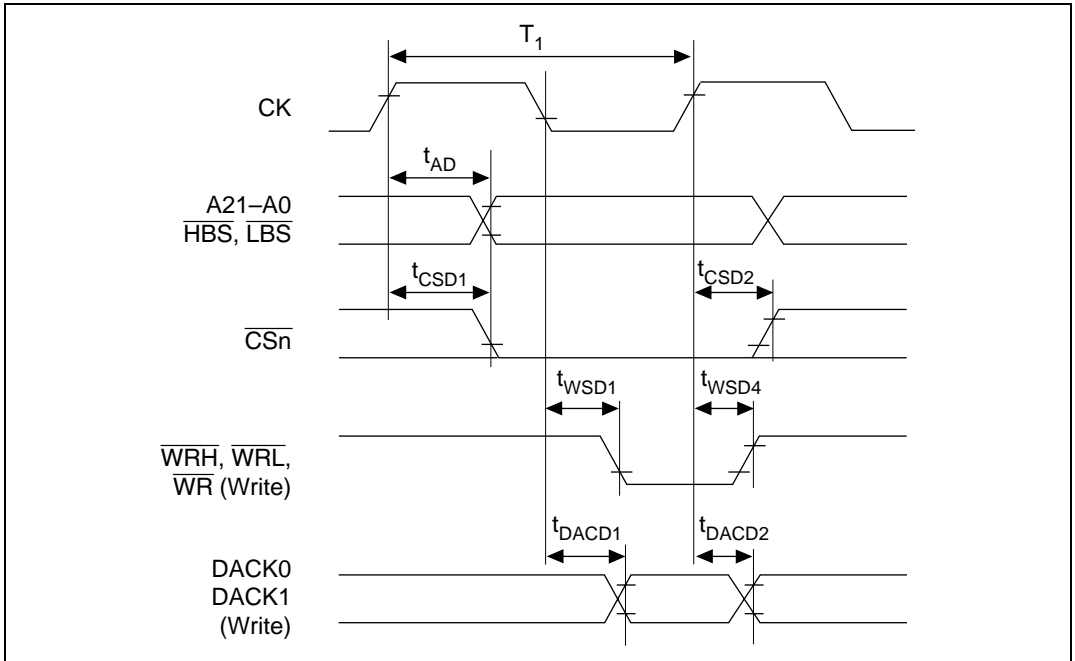 T1
CK
tAD
A21–A0
HBS, LBS
tCSD1
tCSD2
CSn
tWSD1
tWSD4
WRH, WRL,
WR (Write)
tDACD1
tDACD2
DACK0
DACK1
(Write)